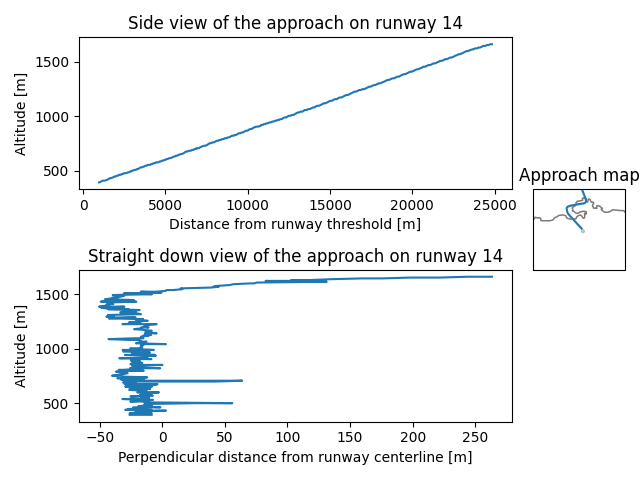 Side view of the approach on runway 14
Altitude [m]
1500
1000
500
0
5000
10000
15000
20000
25000
Distance from runway threshold [m]
Approach map
Straight down view of the approach on runway 14
Altitude [m]
1500
1000
500
−50
0
50
100
150
200
250
Perpendicular distance from runway centerline [m]